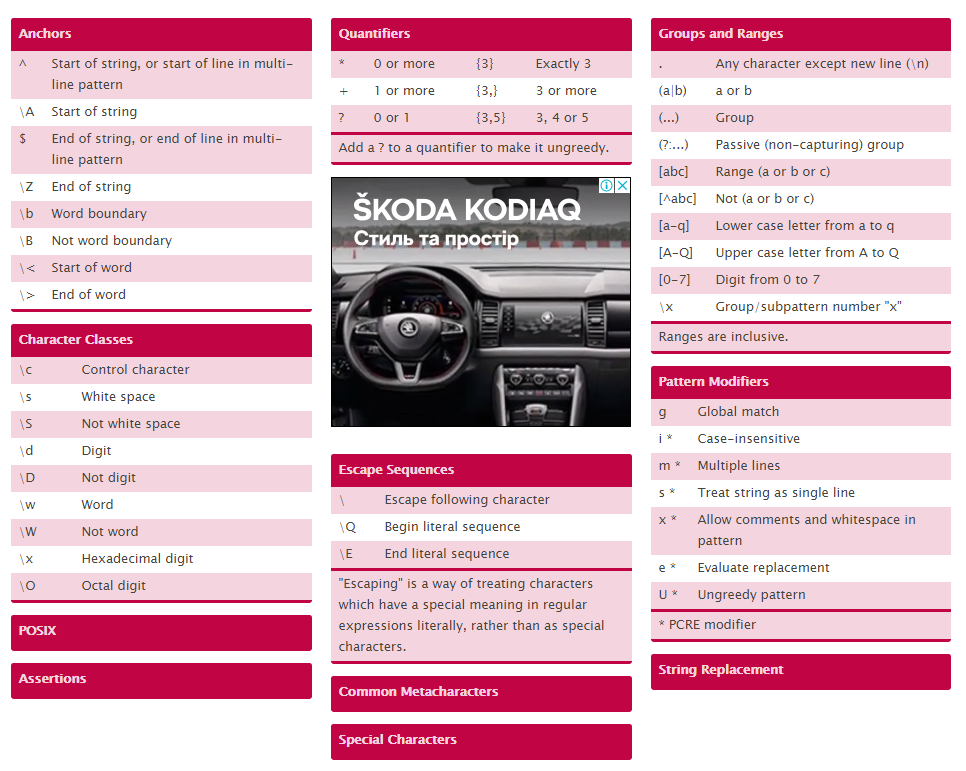 Anchors
^ Start of string, or start of line in multi-
line pattern
\A Start of string
$ End of string, or end of line in multi-
line pattern
\Z End of string
\b Word boundary
\B Not word boundary
\< Start of word
\> End of word
Character Classes
\c Control character
\s White space
\S Not white space
\d Digit
\D Not digit
\w Word
\W Not word
\x Hexadecimal digit
\O Octal digit
POSIX
Assertions
Quantifiers
* 0 or more {3} Exactly 3
+ 1 or more {3,} 3 or more
? 0 or 1 {3,5} 3, 4 or 5
Add a ? to a quantifier to make it ungreedy.
ŠKODA KODIAQ
Стиль та простір
Escape Sequences
\ Escape following character
\Q Begin literal sequence
\E End literal sequence
"Escaping" is a way of treating characters
which have a special meaning in regular
expressions literally, rather than as special
characters.
Common Metacharacters
Special Characters
Groups and Ranges
. Any character except new line (\n)
(a|b) a or b
(...) Group
(?:...) Passive (non-capturing) group
[abc] Range (a or b or c)
[^abc] Not (a or b or c)
[a-q] Lower case letter from a to q
[A-Q] Upper case letter from A to Q
[0-7] Digit from 0 to 7
\x Group/subpattern number "x"
Ranges are inclusive.
Pattern Modifiers
g Global match
i * Case-insensitive
m * Multiple lines
s * Treat string as single line
x * Allow comments and whitespace in
pattern
e * Evaluate replacement
U * Ungreedy pattern
* PCRE modifier
String Replacement